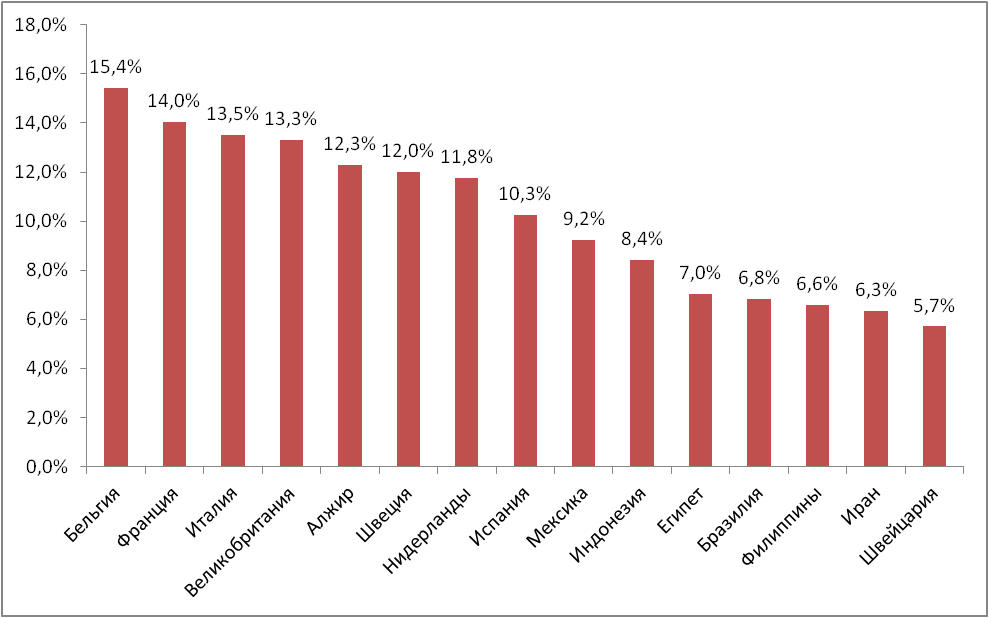 18,0%
16,0%
14,0%
12,0%
10,0%
8,0%
6,0%
4,0%
2,0%
0,0%
15,4%
14,0%
13,5%
13,3%
12,3%
12,0%
11,8%
10,3%
9,2%
8,4%
7,0%
6,8%
6,6%
6,3%
5,7%
Бельгия
Франция
Италия
Великобритания
Алжир
Швеция
Нидерланды
Испания
Мексика
Индонезия
Египет
Бразилия
Филиппины
Иран
Швейцария